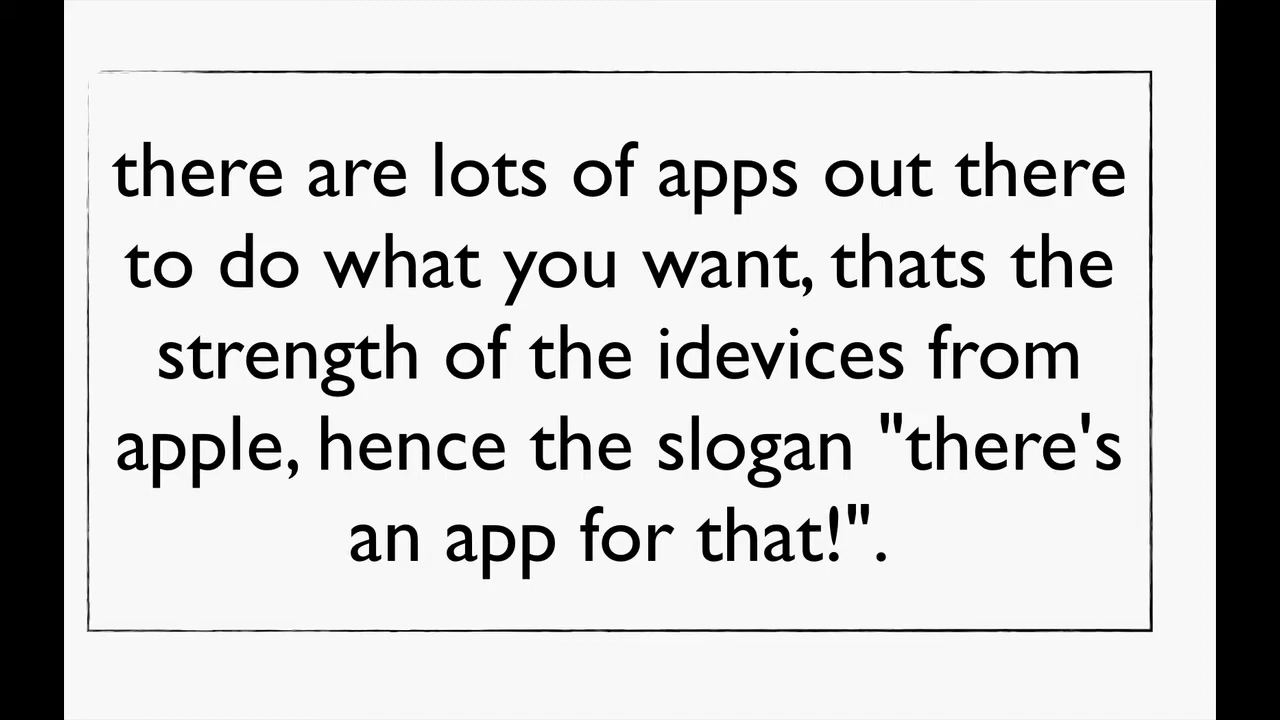 there are lots of apps out there
to do what you want, thats the
strength of the idevices from
apple, hence the slogan "there's
an app for that!".